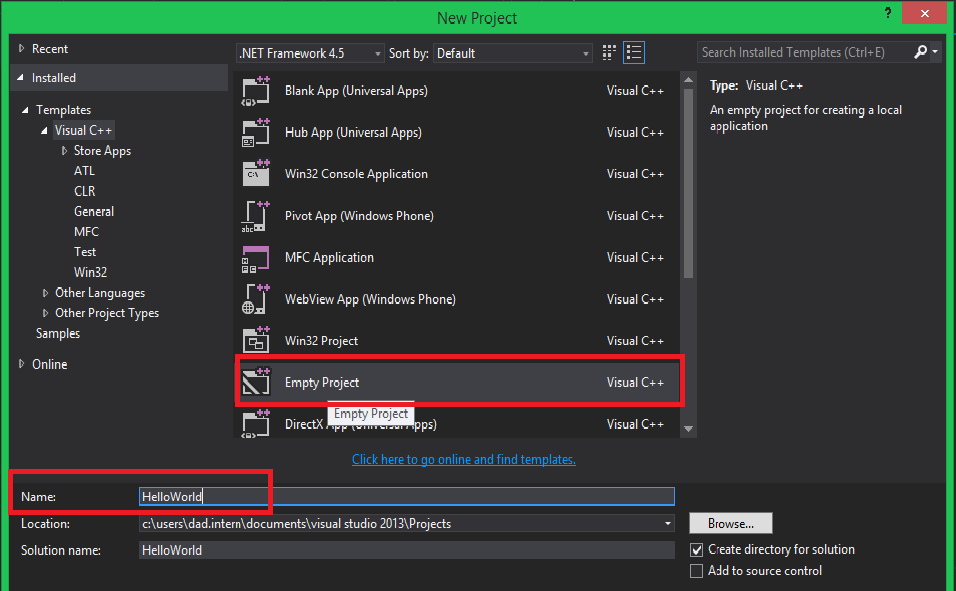 New Project
?
Recent
.NET Framework 4.5
Sort by: Default
Search Installed Templates (Ctrl+E)
Installed
Templates
Visual C++
Store Apps
ATL
CLR
General
MFC
Test
Win32
Other Languages
Other Project Types
Samples
Online
Blank App (Universal Apps) Visual C++
Hub App (Universal Apps) Visual C++
Win32 Console Application Visual C++
Pivot App (Windows Phone) Visual C++
MFC Application Visual C++
WebView App (Windows Phone) Visual C++
Win32 Project Visual C++
Empty Project Visual C++
Empty Project
DirectX App (Universal Apps) Visual C++
Type: Visual C++
An empty project for creating a local
application
Click here to go online and find templates.
Name: HelloWorld
Location: c:\users\dad.intern\documents\visual studio 2013\Projects
Browse...
Solution name: HelloWorld
Create directory for solution
Add to source control